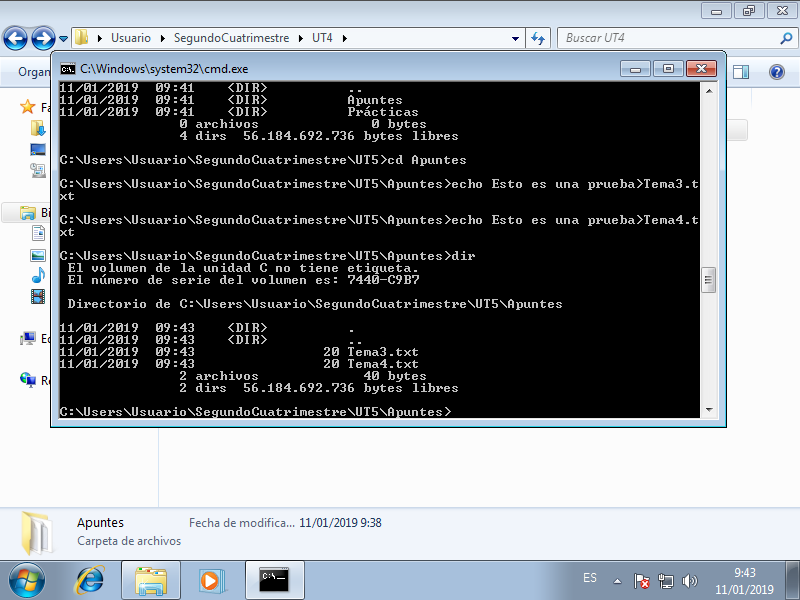 Usuario SegundoCuatrimestre UT4
Buscar UT4
Organ
C:\Windows\system32\cmd.exe
11/01/2019 09:41 <DIR> ..
11/01/2019 09:41 <DIR> Apuntes
11/01/2019 09:41 <DIR> Prácticas
0 archivos 0 bytes
4 dirs 56.184.692.736 bytes libres
C:\Users\Usuario\SegundoCuatrimestre\UT5>cd Apuntes
C:\Users\Usuario\SegundoCuatrimestre\UT5\Apuntes>echo Esto es una prueba>Tema3.t
xt
C:\Users\Usuario\SegundoCuatrimestre\UT5\Apuntes>echo Esto es una prueba>Tema4.t
xt
C:\Users\Usuario\SegundoCuatrimestre\UT5\Apuntes>dir
El volumen de la unidad C no tiene etiqueta.
El número de serie del volumen es: 7440-C9B7
Directorio de C:\Users\Usuario\SegundoCuatrimestre\UT5\Apuntes
11/01/2019 09:43 <DIR> .
11/01/2019 09:43 <DIR> ..
11/01/2019 09:43 20 Tema3.txt
11/01/2019 09:43 20 Tema4.txt
2 archivos 40 bytes
2 dirs 56.184.692.736 bytes libres
C:\Users\Usuario\SegundoCuatrimestre\UT5\Apuntes>
Fa
Bi
Ec
Re
Apuntes Fecha de modifica... 11/01/2019 9:38
Carpeta de archivos
ES
9:43
11/01/2019